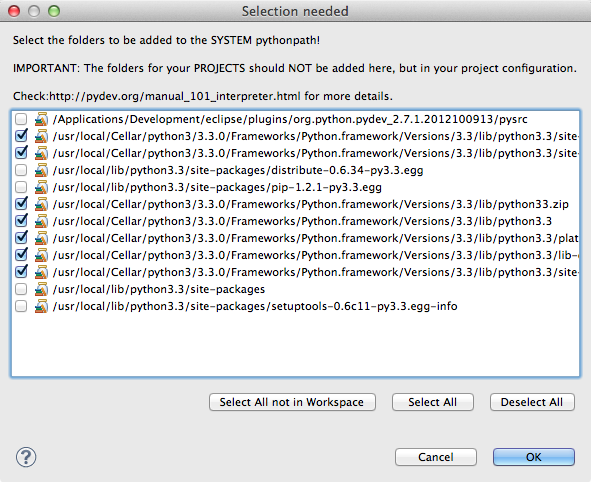 Selection needed
Select the folders to be added to the SYSTEM pythonpath!
IMPORTANT: The folders for your PROJECTS should NOT be added here, but in your project configuration.
Check:http://pydev.org/manual_101_interpreter.html for more details.
/Applications/Development/eclipse/plugins/org.python.pydev_2.7.1.2012100913/pysrc
/usr/local/Cellar/python3/3.3.0/Frameworks/Python.framework/Versions/3.3/lib/python3.3/site-
/usr/local/Cellar/python3/3.3.0/Frameworks/Python.framework/Versions/3.3/lib/python3.3/site-
/usr/local/lib/python3.3/site-packages/distribute-0.6.34-py3.3.egg
/usr/local/lib/python3.3/site-packages/pip-1.2.1-py3.3.egg
/usr/local/Cellar/python3/3.3.0/Frameworks/Python.framework/Versions/3.3/lib/python33.zip
/usr/local/Cellar/python3/3.3.0/Frameworks/Python.framework/Versions/3.3/lib/python3.3
/usr/local/Cellar/python3/3.3.0/Frameworks/Python.framework/Versions/3.3/lib/python3.3/plat
/usr/local/Cellar/python3/3.3.0/Frameworks/Python.framework/Versions/3.3/lib/python3.3/lib-
/usr/local/Cellar/python3/3.3.0/Frameworks/Python.framework/Versions/3.3/lib/python3.3/site-
/usr/local/lib/python3.3/site-packages
/usr/local/lib/python3.3/site-packages/setuptools-0.6c11-py3.3.egg-info
Select All not in Workspace
Select All
Deselect All
?
Cancel
OK